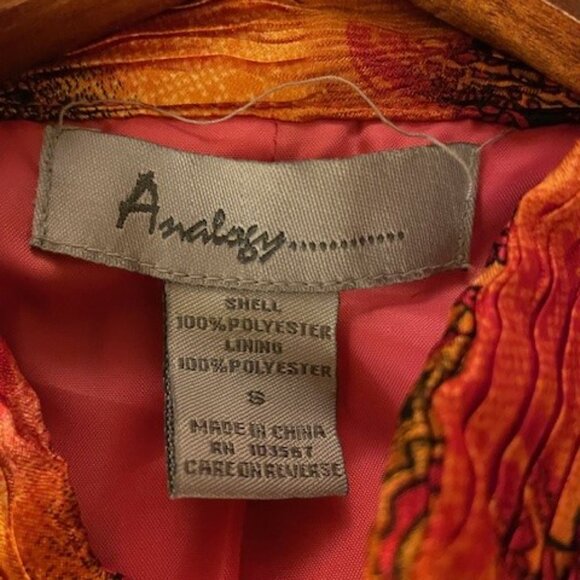 Analogy.............
SHELL
100% POLYESTER
LINING
100% POLYESTER
S
MADE IN CHINA
RN 103567
CARE ON REVERSE